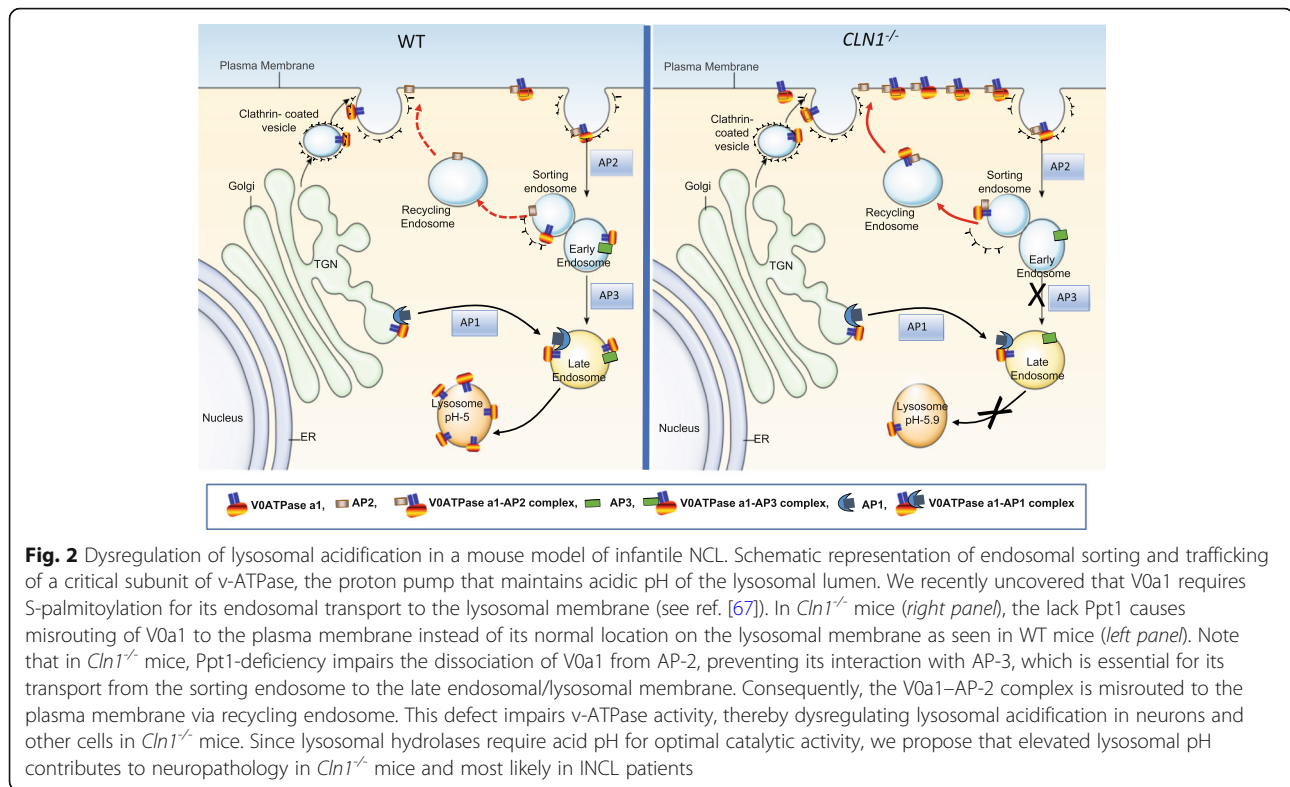 WT
Plasma Membrane
Clathrin- coated
vesicle
AP2
Golgi
Sorting
endosome
Recycling
Endosome
Early
Endosome
TGN
AP3
AP1
Late
Endosome
Lysosome
pH-5
Nucleus
ER
CLN1-/-
Plasma Membrane
Clathrin-
coated
vesicle
AP2
Golgi
Sorting
endosome
Recycling
Endosome
Early
Endosome
TGN
X
AP3
AP1
Late
Endosome
Lysosome
pH-5.9
X
Nucleus
ER
V0ATPase a1, AP2, V0ATPase a1-AP2 complex, AP3, V0ATPase a1-AP3 complex, AP1, V0ATPase a1-AP1 complex
Fig. 2 Dysregulation of lysosomal acidification in a mouse model of infantile NCL. Schematic representation of endosomal sorting and trafficking
of a critical subunit of v-ATPase, the proton pump that maintains acidic pH of the lysosomal lumen. We recently uncovered that V0a1 requires
S-palmitoylation for its endosomal transport to the lysosomal membrane (see ref. [67]). In Cln1-/- mice (right panel), the lack Ppt1 causes
misrouting of V0a1 to the plasma membrane instead of its normal location on the lysosomal membrane as seen in WT mice (left panel). Note
that in Cln1-/- mice, Ppt1-deficiency impairs the dissociation of V0a1 from AP-2, preventing its interaction with AP-3, which is essential for its
transport from the sorting endosome to the late endosomal/lysosomal membrane. Consequently, the V0a1–AP-2 complex is misrouted to the
plasma membrane via recycling endosome. This defect impairs v-ATPase activity, thereby dysregulating lysosomal acidification in neurons and
other cells in Cln1-/- mice. Since lysosomal hydrolases require acid pH for optimal catalytic activity, we propose that elevated lysosomal pH
contributes to neuropathology in Cln1-/- mice and most likely in INCL patients